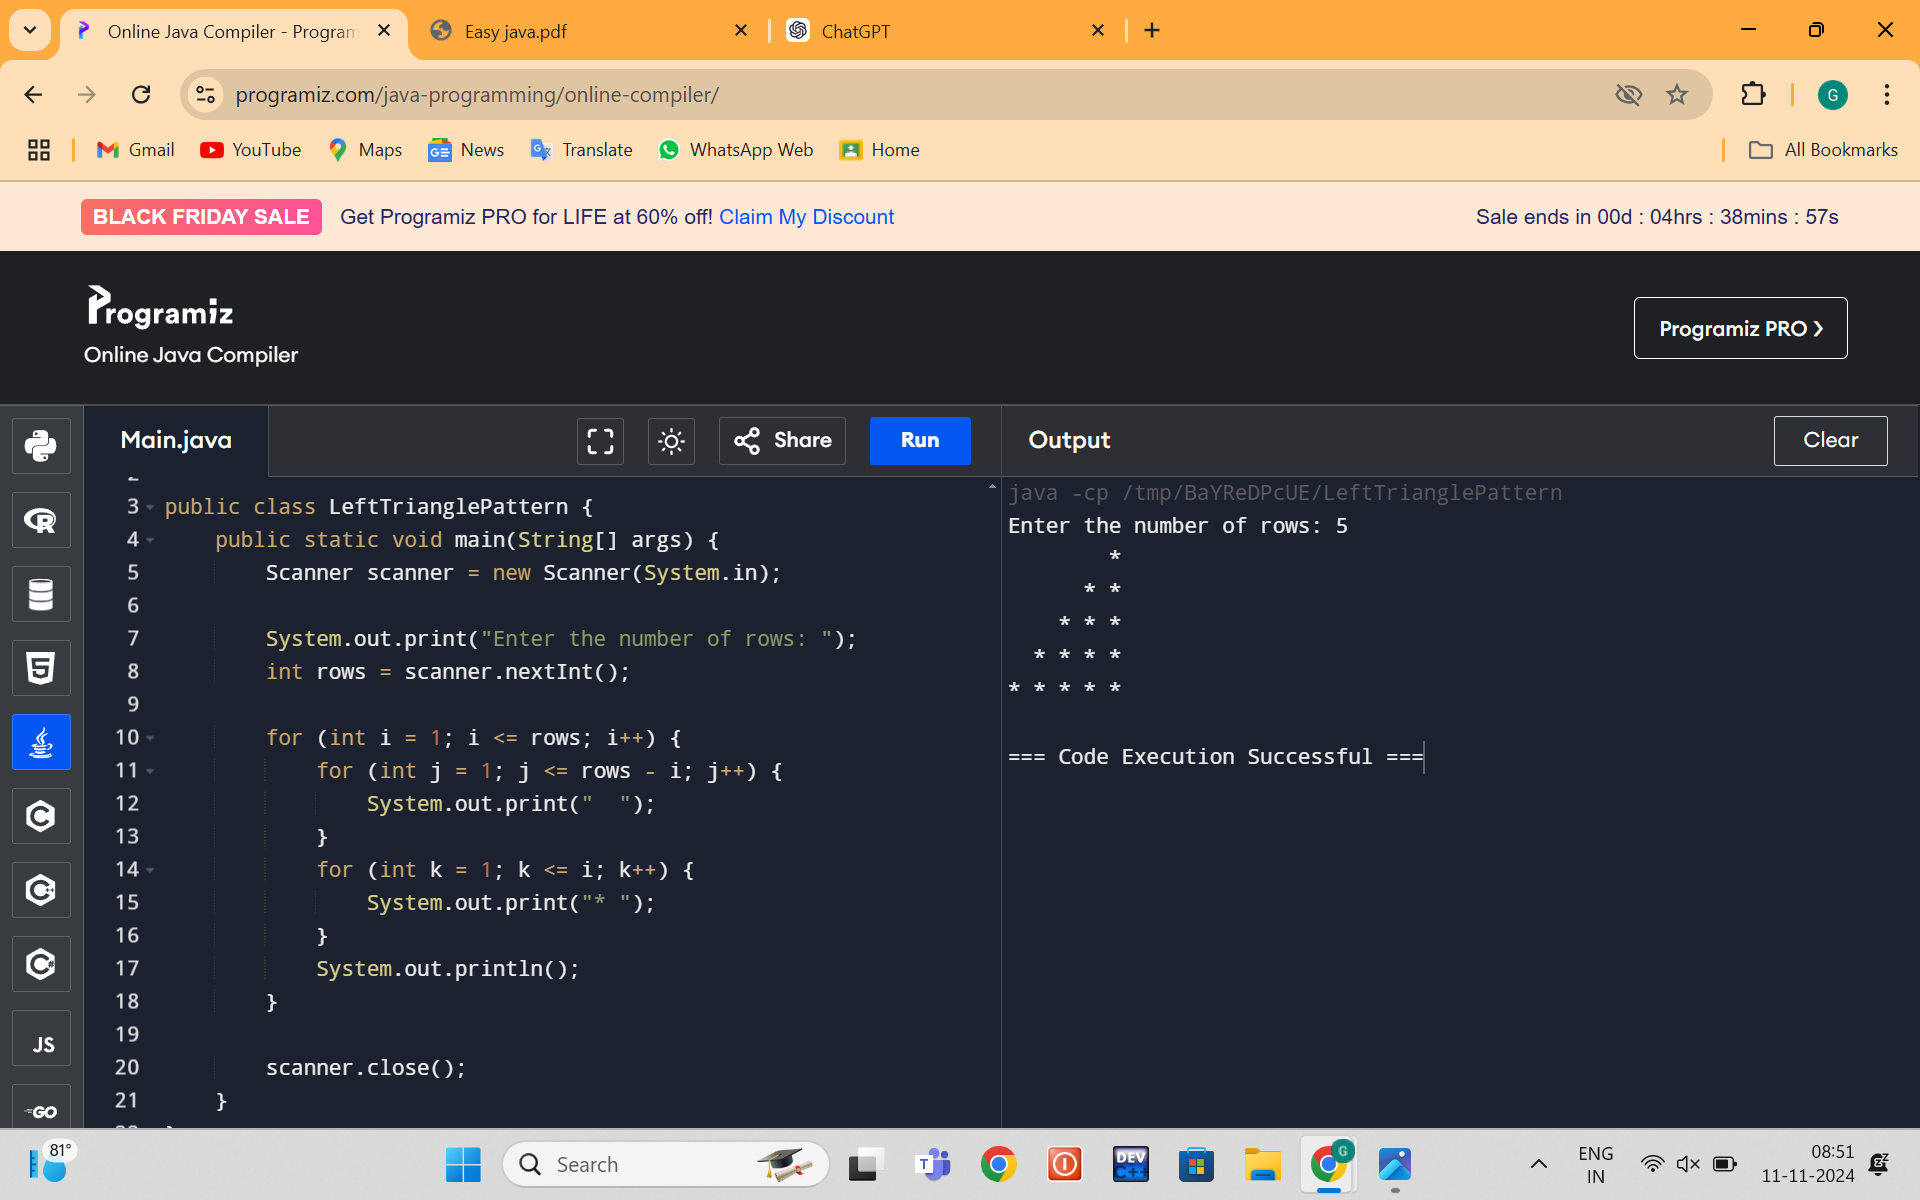 Online Java Compiler - Program
Easy java.pdf
ChatGPT
programiz.com/java-programming/online-compiler/
G
Gmail
YouTube
Maps
News
Translate
WhatsApp Web
Home
All Bookmarks
BLACK FRIDAY SALE Get Programiz PRO for LIFE at 60% off! Claim My Discount
Sale ends in 00d : 04hrs : 38mins : 57s
Programiz
Online Java Compiler
Programiz PRO ❯
Main.java
Share
Run
Output
Clear
3 public class LeftTrianglePattern {
4     public static void main(String[] args) {
5         Scanner scanner = new Scanner(System.in);
6
7         System.out.print("Enter the number of rows: ");
8         int rows = scanner.nextInt();
9
10         for (int i = 1; i <= rows; i++) {
11             for (int j = 1; j <= rows - i; j++) {
12                 System.out.print("  ");
13             }
14             for (int k = 1; k <= i; k++) {
15                 System.out.print("* ");
16             }
17             System.out.println();
18         }
19
20         scanner.close();
21     }
java -cp /tmp/BaYReDPcUE/LeftTrianglePattern
Enter the number of rows: 5
        *
      * *
    * * *
  * * * *
* * * * *
=== Code Execution Successful ===
5
JS
GO
81°
Search
T
DEV
C++
G
ENG
IN
08:51
11-11-2024